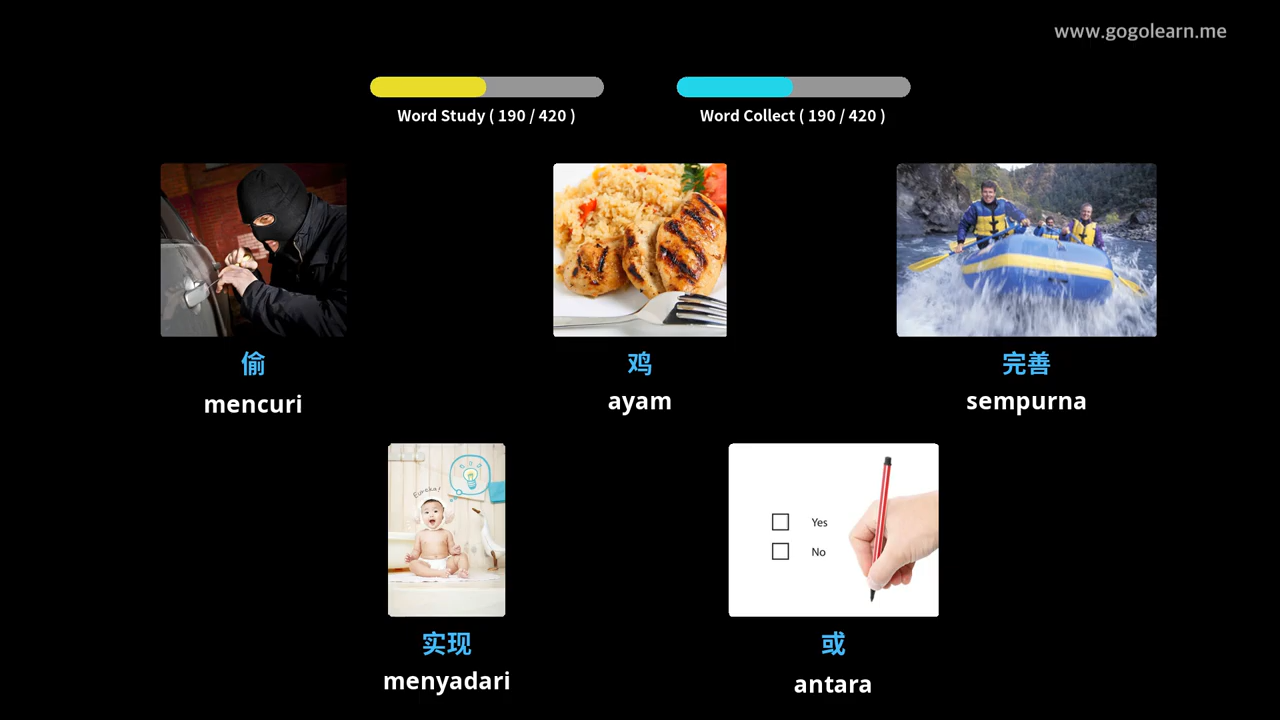 www.gogolearn.me
Word Study ( 190 / 420 )
Word Collect ( 190 / 420 )
偷
mencuri
鸡
ayam
完善
sempurna
Eureka!
实现
menyadari
Yes
No
或
antara